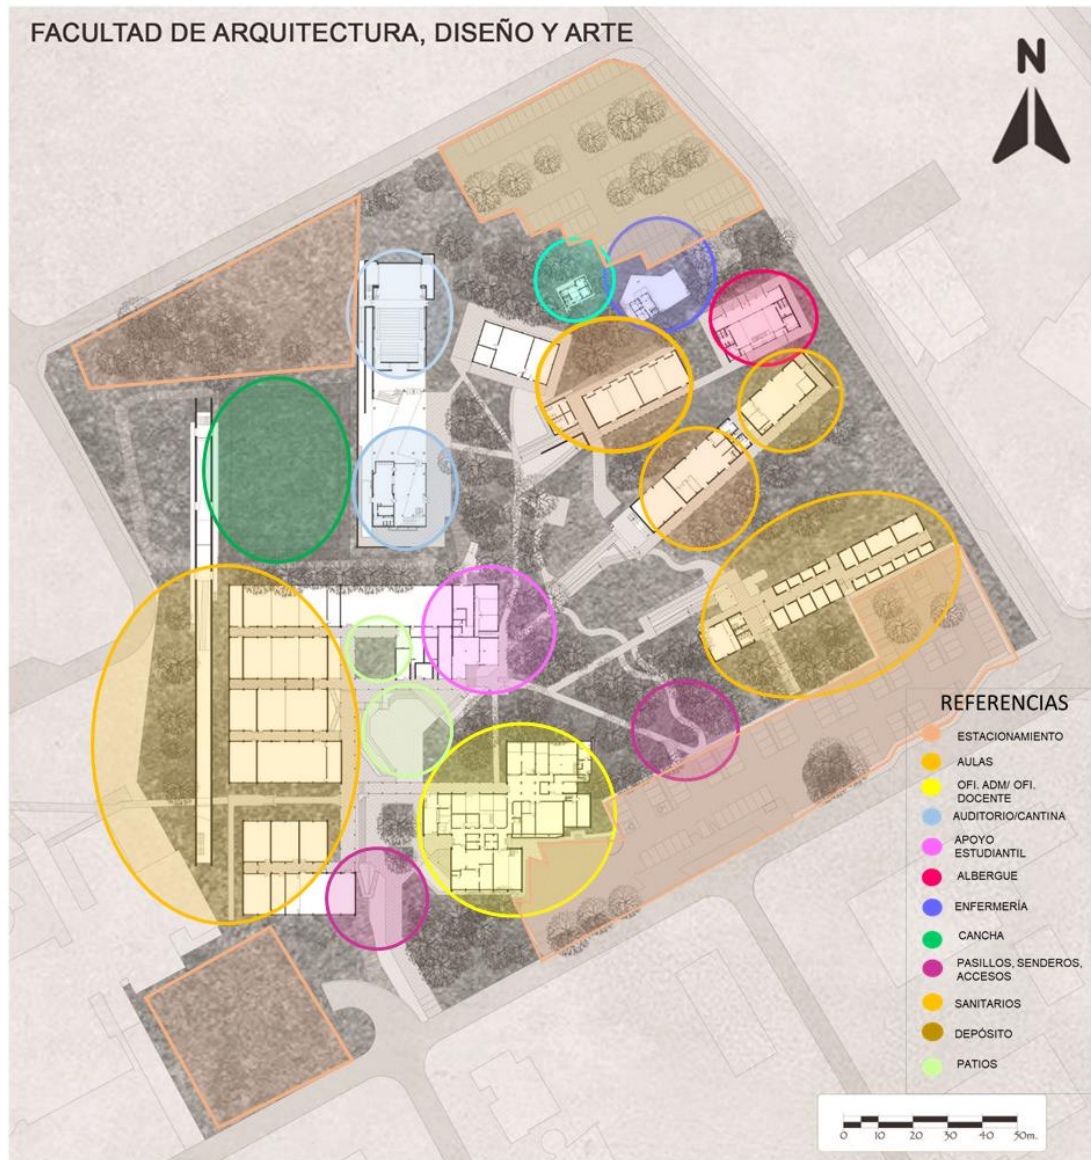 FACULTAD DE ARQUITECTURA, DISEÑO Y ARTE
N
REFERENCIAS
ESTACIONAMIENTO
AULAS
OFI. ADM/ OFI.
DOCENTE
AUDITORIO/CANTINA
APOYO
ESTUDIANTIL
ALBERGUE
ENFERMERÍA
CANCHA
PASILLOS, SENDEROS,
ACCESOS
SANITARIOS
DEPÓSITO
PATIOS
0 10 20 30 40 50m.